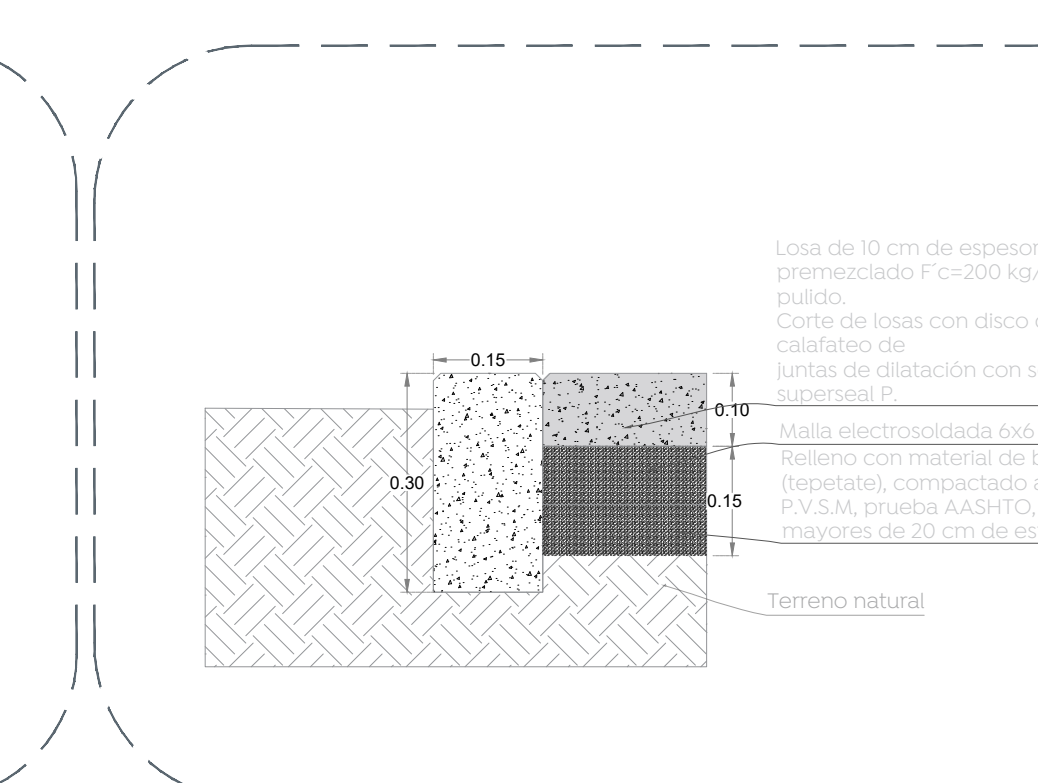 Losa de 10 cm de espesor
premezclado F´c=200 kg/
pulido.
Corte de losas con disco
calafateo de
juntas de dilatación con
superseal P.
Malla electrosoldada 6x6
Relleno con material de
(tepetate), compactado
P.V.S.M, prueba AASHTO,
mayores de 20 cm de
Terreno natural
0.15
0.10
0.30
0.15